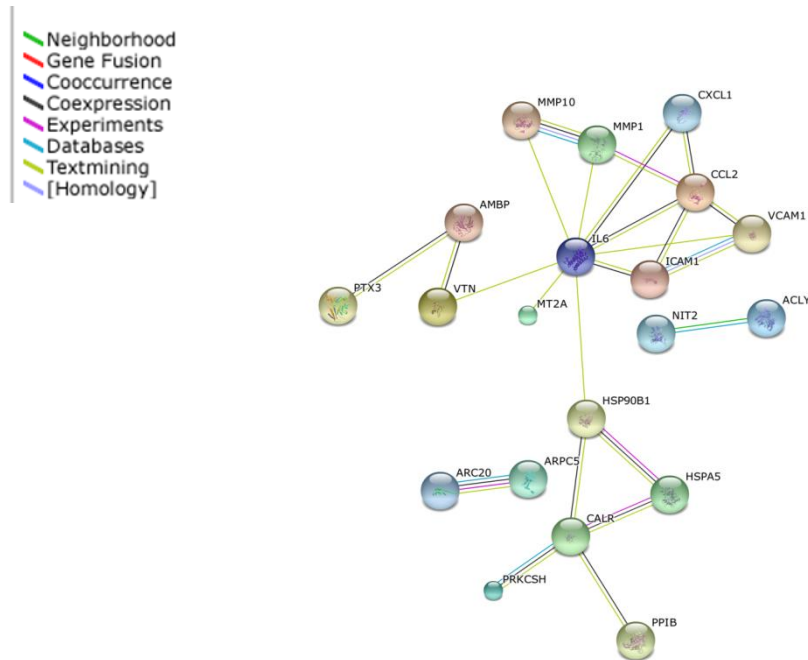 Neighborhood
Gene Fusion
Cooccurrence
Coexpression
Experiments
Databases
Textmining
[Homology]
MMP10
CXCL1
MMP1
CCL2
AMBP
VCAM1
IL6
ICAM1
PTX3
VTN
MT2A
NIT2
ACLY
HSP90B1
ARC20
ARPC5
HSPA5
CALR
PRKCSH
PPIB